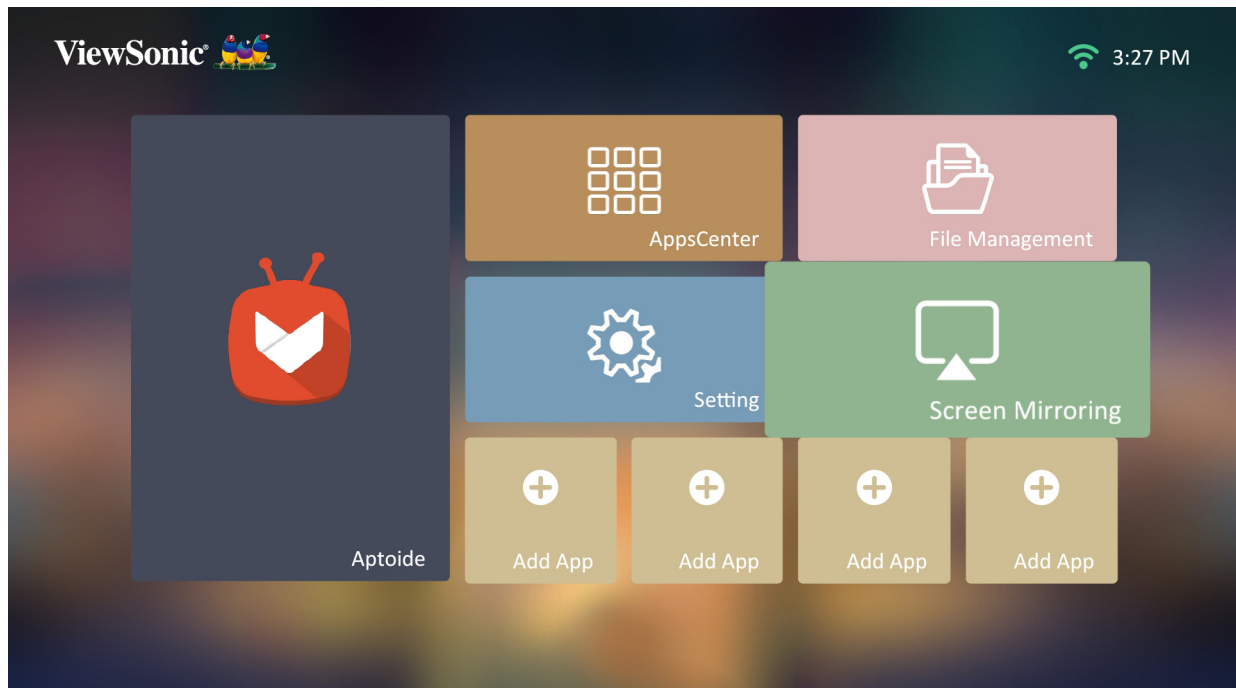 ViewSonic®
3:27 PM
AppsCenter
File Management
Setting
Screen Mirroring
Aptoide
Add App
Add App
Add App
Add App